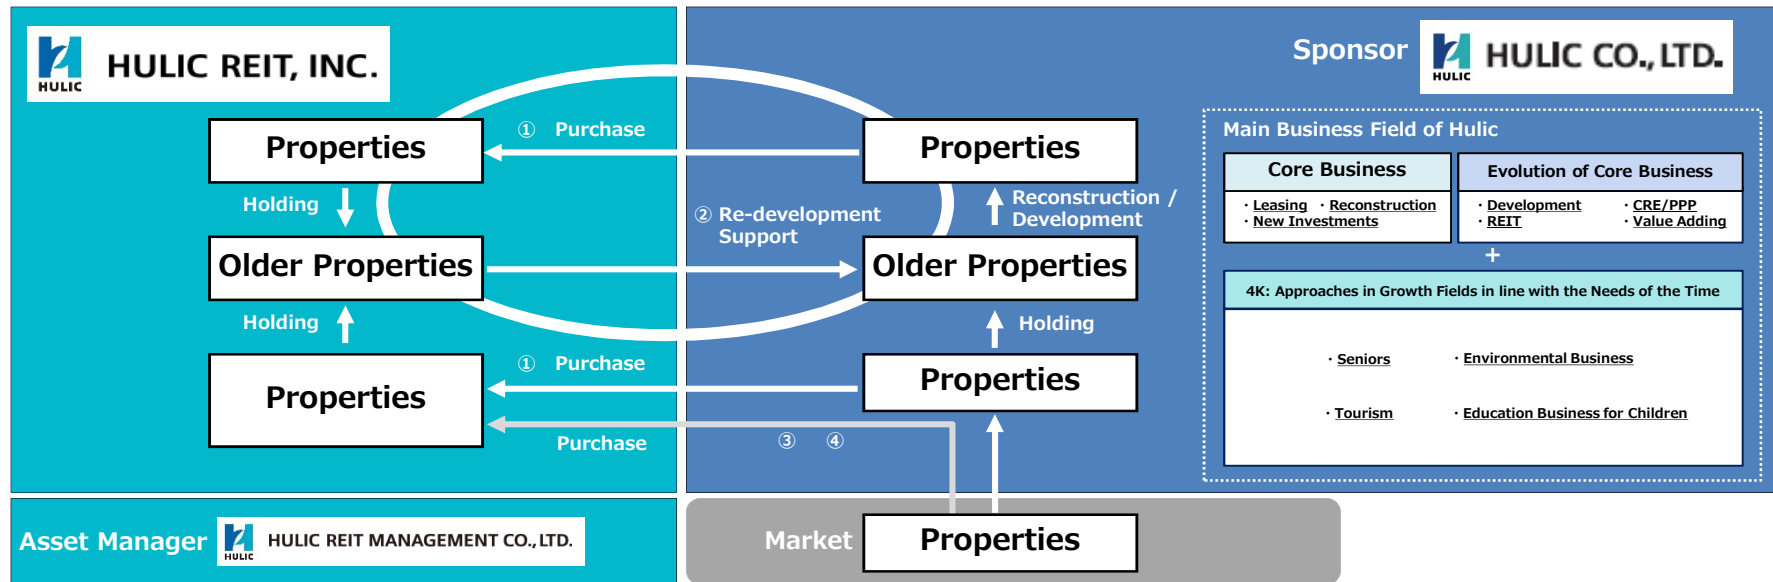 HULIC
HULIC REIT, INC.
Properties
① Purchase
Holding
Older Properties
Holding
Properties
① Purchase
Purchase
③ ④
② Re-development
Support
Sponsor
HULIC
HULIC CO., LTD.
Properties
Reconstruction /
Development
Older Properties
Holding
Properties
Main Business Field of Hulic
Core Business
・Leasing ・Reconstruction
・New Investments
Evolution of Core Business
・Development ・CRE/PPP
・REIT ・Value Adding
+
4K: Approaches in Growth Fields in line with the Needs of the Time
・Seniors ・Environmental Business
・Tourism ・Education Business for Children
Asset Manager
HULIC
HULIC REIT MANAGEMENT CO., LTD.
Market
Properties